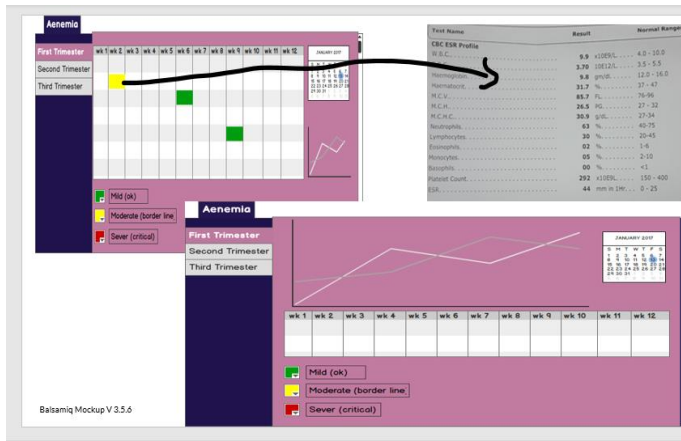 Aenemia
First Trimester
Second Trimester
Third Trimester
wk 1 wk 2 wk 3 wk 4 wk 5 wk 6 wk 7 wk 8 wk 9 wk 10 wk 11 wk 12
JANUARY 2017
Mild (ok)
Moderate (border line
Sever (critical)
Test Name Result Normal Range
CBC ESR Profile
W.B.C. 9.9 x10E9/L 4.0 - 10.0
3.70 10E12/L 3.5 - 5.5
Haemoglobin 9.8 gm/dl 12.0 - 16.0
Haematocrit 31.7 % 37 - 47
M.C.V. 85.7 FL 76-96
M.C.H. 26.5 PG 27 - 32
M.C.H.C. 30.9 g/dL 27-34
Neutrophils 63 % 40-75
Lymphocytes 30 % 20-45
Eosinophils 02 % 1-6
Monocytes 05 % 2-10
Basophils 00 % <1
Platelet Count 292 x10E9L 150 - 400
ESR 44 mm in 1Hr. 0 - 25
Aenemia
First Trimester
Second Trimester
Third Trimester
JANUARY 2017
S M T W T F S
wk 1 wk 2 wk 3 wk 4 wk 5 wk 6 wk 7 wk 8 wk 9 wk 10 wk 11 wk 12
Mild (ok)
Moderate (border line
Sever (critical)
Balsamiq Mockup V 3.5.6